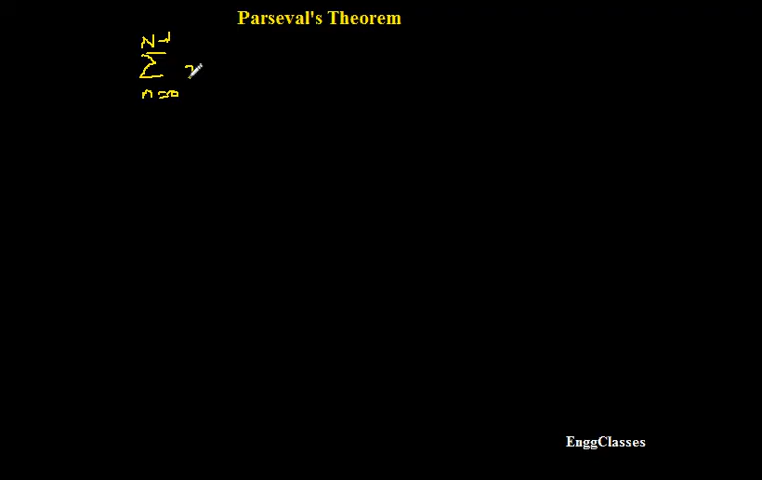 Parseval's Theorem
N-1
∑
n=0
EnggClasses